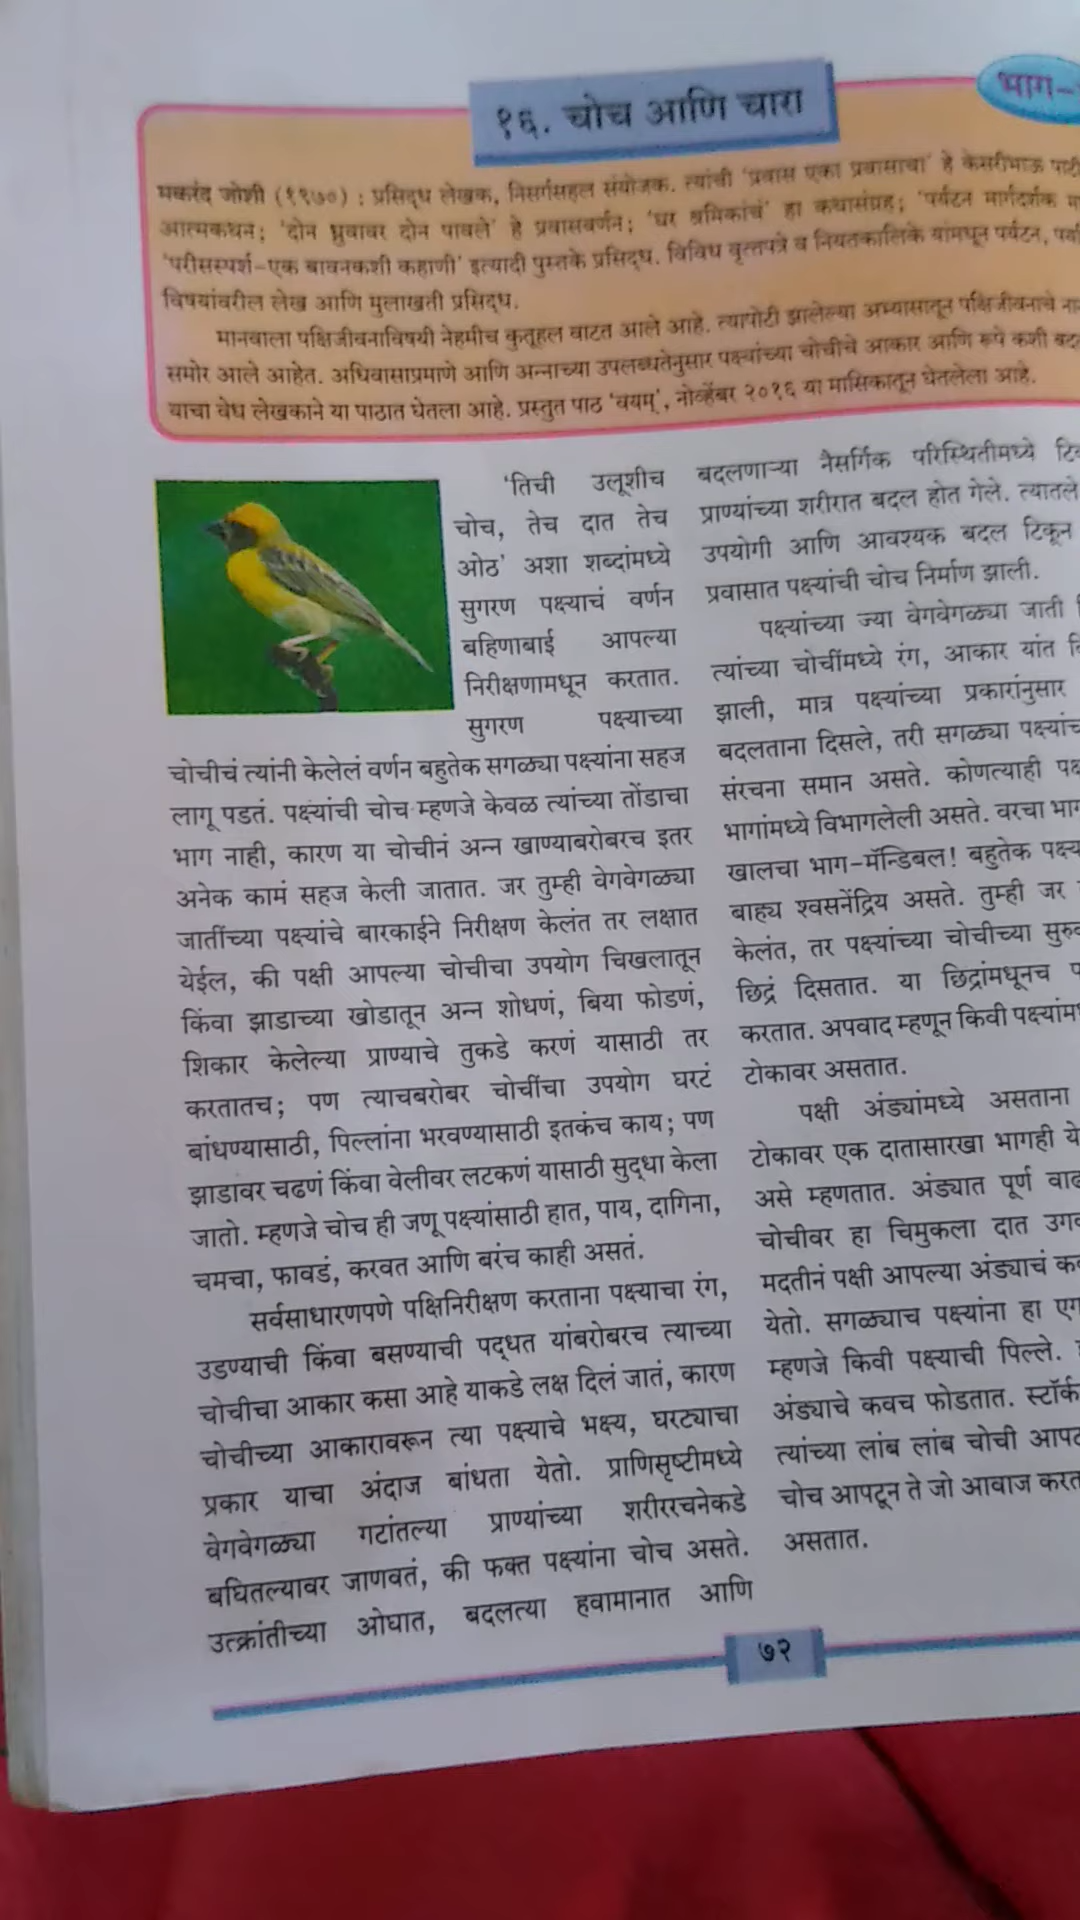 १६. चोच आणि चारा
भाग-
मकरंद जोशी (१९७०) : प्रसिद्ध लेखक, निसर्गसहल संयोजक. त्यांची 'प्रवास एका प्रवासाचा' हे केसरीभाऊ
आत्मकथन; 'दोन ध्रुवावर दोन पावले' हे प्रवासवर्णन; 'घर श्रमिकांचं' हा कथासंग्रह; 'पर्यटन मार्गदर्शक
'परीसस्पर्श-एक बावनकशी कहाणी' इत्यादी पुस्तके प्रसिद्ध. विविध वृत्तपत्रे व नियतकालिके यांमधून पर्यटन,
विषयांवरील लेख आणि मुलाखती प्रसिद्ध.
मानवाला पक्षिजीवनाविषयी नेहमीच कुतूहल वाटत आले आहे. त्यापोटी झालेल्या अभ्यासातून पक्षिजीवनाचे
समोर आले आहेत. अधिवासाप्रमाणे आणि अन्नाच्या उपलब्धतेनुसार पक्ष्यांच्या चोचीचे आकार आणि रूपे कशी
याचा वेध लेखकाने या पाठात घेतला आहे. प्रस्तुत पाठ 'वयम्', नोव्हेंबर २०१६ या मासिकातून घेतलेला आहे.
'तिची उलूशीच
चोच, तेच दात तेच
ओठ' अशा शब्दांमध्ये
सुगरण पक्ष्याचं वर्णन
बहिणाबाई आपल्या
निरीक्षणामधून करतात.
सुगरण पक्ष्याच्या
चोचीचं त्यांनी केलेलं वर्णन बहुतेक सगळ्या पक्ष्यांना सहज
लागू पडतं. पक्ष्यांची चोच म्हणजे केवळ त्यांच्या तोंडाचा
भाग नाही, कारण या चोचीनं अन्न खाण्याबरोबरच इतर
अनेक कामं सहज केली जातात. जर तुम्ही वेगवेगळ्या
जातींच्या पक्ष्यांचे बारकाईने निरीक्षण केलंत तर लक्षात
येईल, की पक्षी आपल्या चोचीचा उपयोग चिखलातून
किंवा झाडाच्या खोडातून अन्न शोधणं, बिया फोडणं,
शिकार केलेल्या प्राण्याचे तुकडे करणं यासाठी तर
करतातच; पण त्याचबरोबर चोचींचा उपयोग घरटं
बांधण्यासाठी, पिल्लांना भरवण्यासाठी इतकंच काय; पण
झाडावर चढणं किंवा वेलीवर लटकणं यासाठी सुद्धा केला
जातो. म्हणजे चोच ही जणू पक्ष्यांसाठी हात, पाय, दागिना,
चमचा, फावडं, करवत आणि बरंच काही असतं.
सर्वसाधारणपणे पक्षिनिरीक्षण करताना पक्ष्याचा रंग,
उडण्याची किंवा बसण्याची पद्धत यांबरोबरच त्याच्या
चोचीचा आकार कसा आहे याकडे लक्ष दिलं जातं, कारण
चोचीच्या आकारावरून त्या पक्ष्याचे भक्ष्य, घरट्याचा
प्रकार याचा अंदाज बांधता येतो. प्राणिसृष्टीमध्ये
वेगवेगळ्या गटांतल्या प्राण्यांच्या शरीररचनेकडे
बघितल्यावर जाणवतं, की फक्त पक्ष्यांना चोच असते.
उत्क्रांतीच्या ओघात, बदलत्या हवामानात आणि
बदलणाऱ्या नैसर्गिक परिस्थितीमध्ये
प्राण्यांच्या शरीरात बदल होत गेले. त्यातले
उपयोगी आणि आवश्यक बदल टिकून
प्रवासात पक्ष्यांची चोच निर्माण झाली.
पक्ष्यांच्या ज्या वेगवेगळ्या जाती
त्यांच्या चोचींमध्ये रंग, आकार यांत
झाली, मात्र पक्ष्यांच्या प्रकारांनुसार
बदलताना दिसले, तरी सगळ्या
संरचना समान असते. कोणत्याही
भागांमध्ये विभागलेली असते. वरचा
खालचा भाग-मॅन्डिबल! बहुतेक
बाह्य श्वसनेंद्रिय असते. तुम्ही जर
केलंत, तर पक्ष्यांच्या चोचीच्या
छिद्रं दिसतात. या छिद्रांमधूनच
करतात. अपवाद म्हणून किवी
टोकावर असतात.
पक्षी अंड्यांमध्ये असताना
टोकावर एक दातासारखा भागही
असे म्हणतात. अंड्यात पूर्ण
चोचीवर हा चिमुकला दात
मदतीनं पक्षी आपल्या अंड्याचं
येतो. सगळ्याच पक्ष्यांना हा
म्हणजे किवी पक्ष्याची पिल्ले.
अंड्याचे कवच फोडतात. स्टॉर्क
त्यांच्या लांब लांब चोची
चोच आपटून ते जो आवाज
असतात.
७२